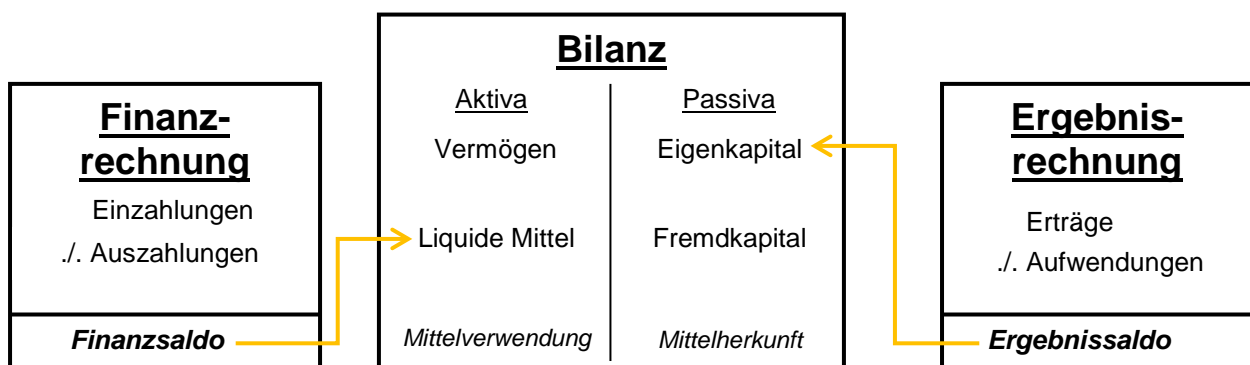 Finanz-
rechnung
Einzahlungen
./. Auszahlungen
Finanzsaldo
Bilanz
Aktiva
Vermögen
Liquide Mittel
Mittelverwendung
Passiva
Eigenkapital
Fremdkapital
Mittelherkunft
Ergebnis-
rechnung
Erträge
./. Aufwendungen
Ergebnissaldo